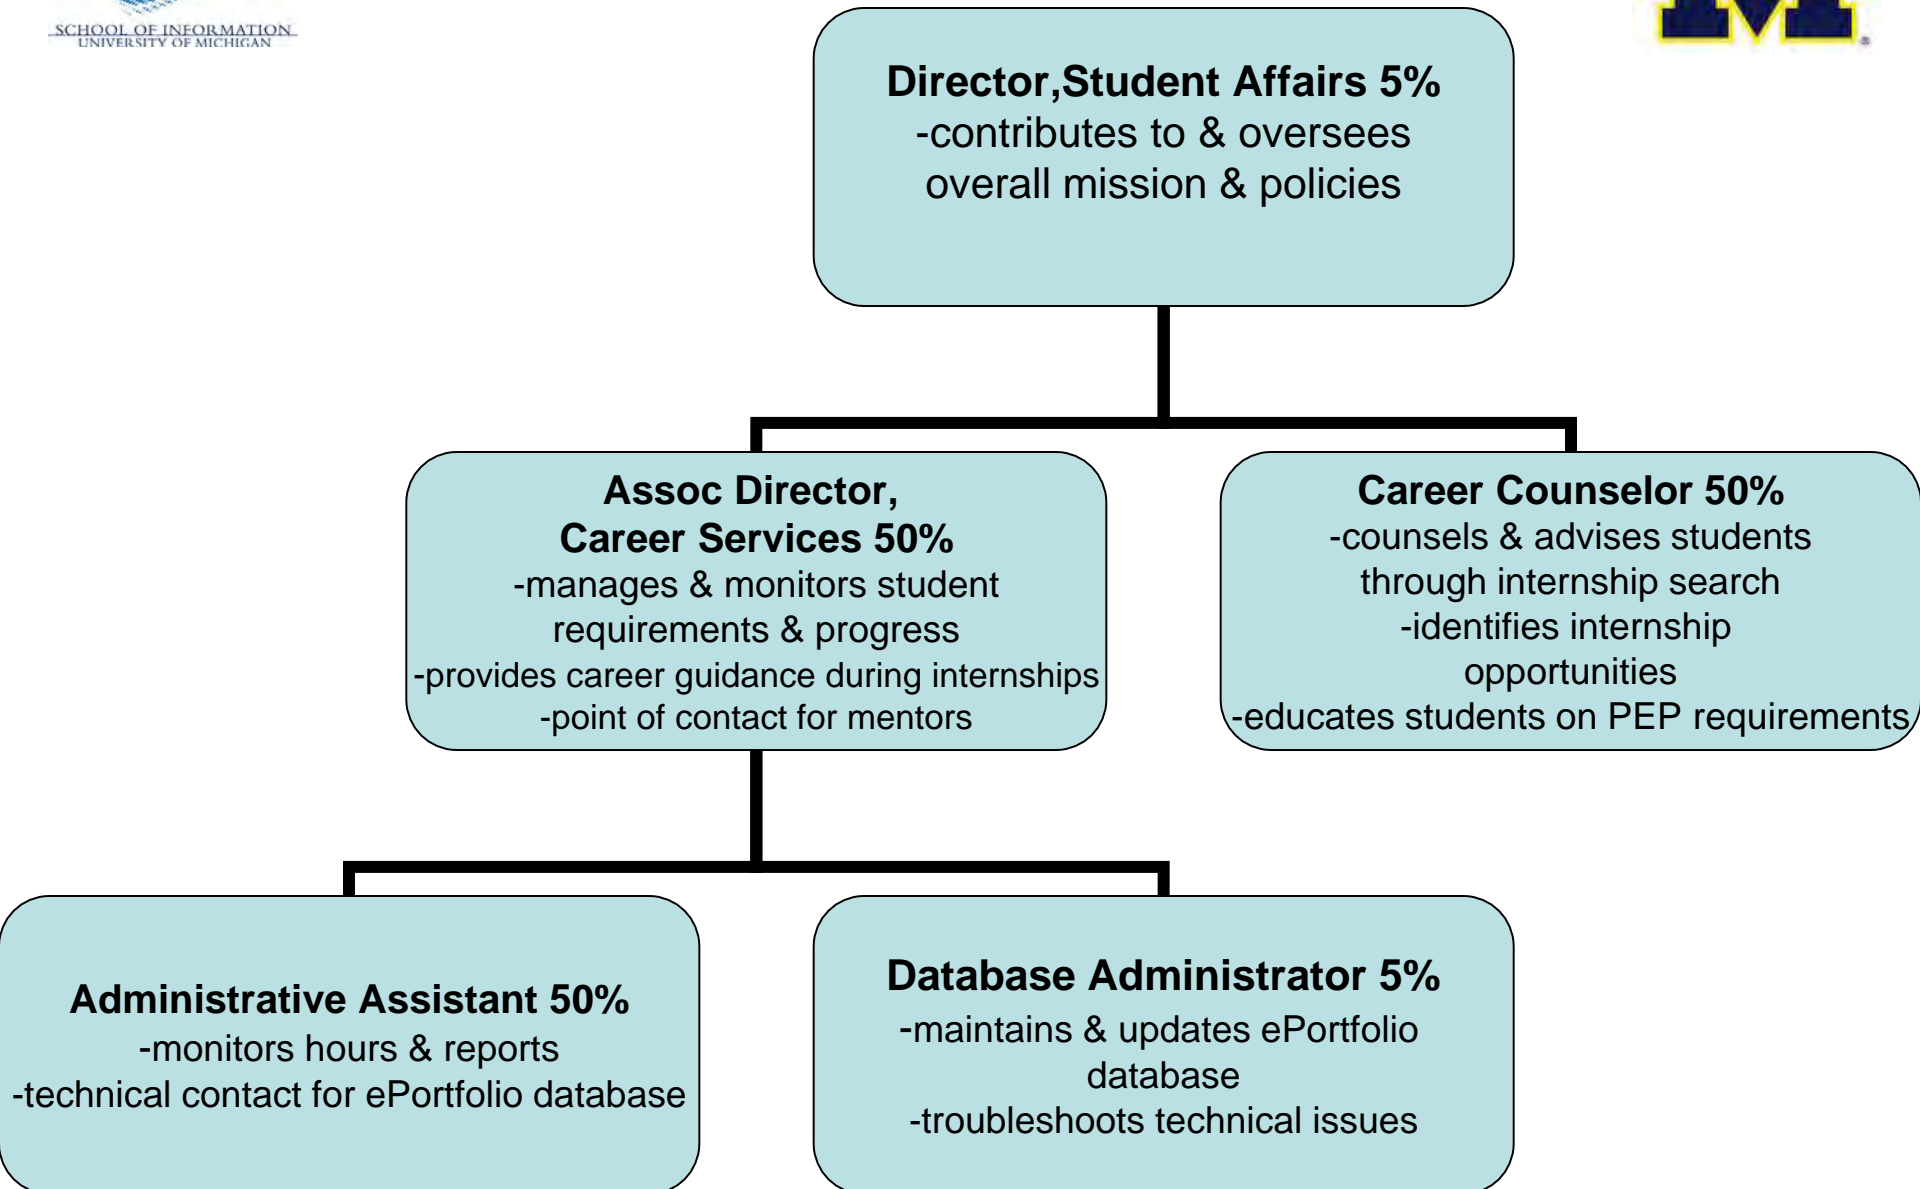 SCHOOL OF INFORMATION
UNIVERSITY OF MICHIGAN
M
Director,Student Affairs 5%
-contributes to & oversees
overall mission & policies
Assoc Director,
Career Services 50%
-manages & monitors student
requirements & progress
-provides career guidance during internships
-point of contact for mentors
Career Counselor 50%
-counsels & advises students
through internship search
-identifies internship
opportunities
-educates students on PEP requirements
Administrative Assistant 50%
-monitors hours & reports
-technical contact for ePortfolio database
Database Administrator 5%
-maintains & updates ePortfolio
database
-troubleshoots technical issues